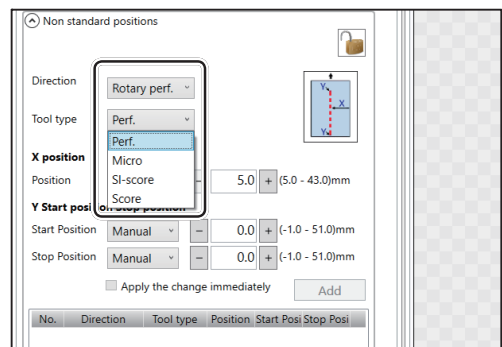 Non standard positions
Direction
Rotary perf.
Y
X
Y
Tool type
Perf.
Perf.
Micro
SI-score
Score
X position
Position
- 5.0 + (5.0 - 43.0)mm
Y Start position Stop position
Start Position Manual - 0.0 + (-1.0 - 51.0)mm
Stop Position Manual - 0.0 + (-1.0 - 51.0)mm
Apply the change immediately Add
No. Direction Tool type Position Start Posi Stop Posi